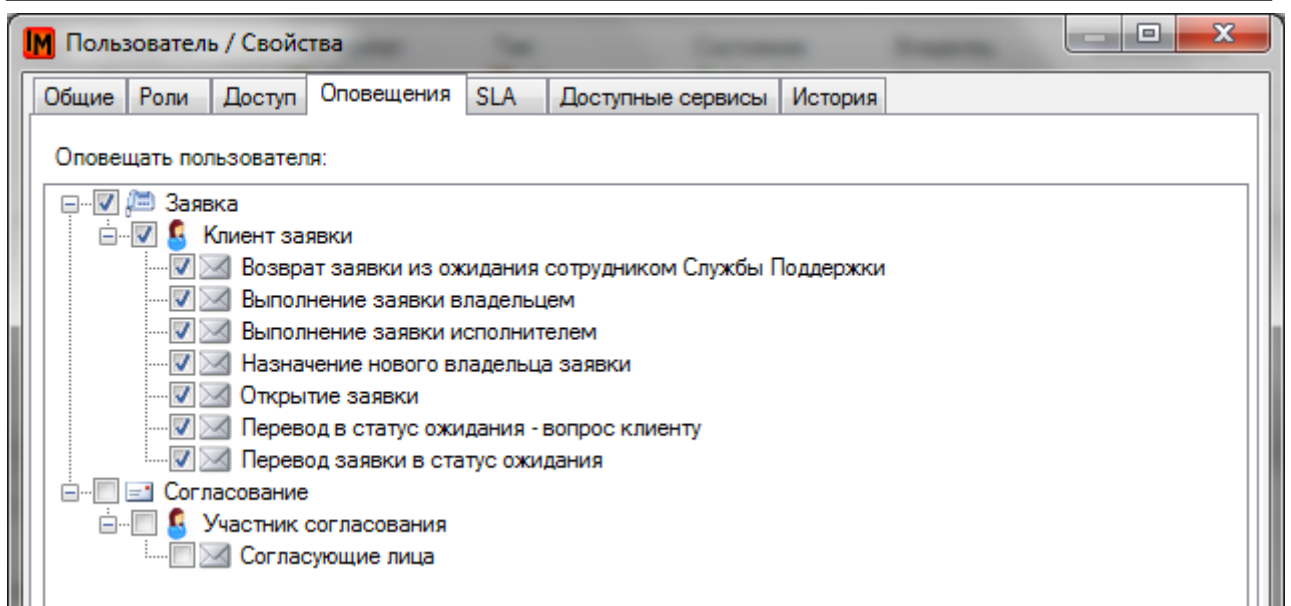 IM Пользователь / Свойства
Общие Роли Доступ Оповещения SLA Доступные сервисы История
Оповещать пользователя:
Заявка
Клиент заявки
Возврат заявки из ожидания сотрудником Службы Поддержки
Выполнение заявки владельцем
Выполнение заявки исполнителем
Назначение нового владельца заявки
Открытие заявки
Перевод в статус ожидания - вопрос клиенту
Перевод заявки в статус ожидания
Согласование
Участник согласования
Согласующие лица